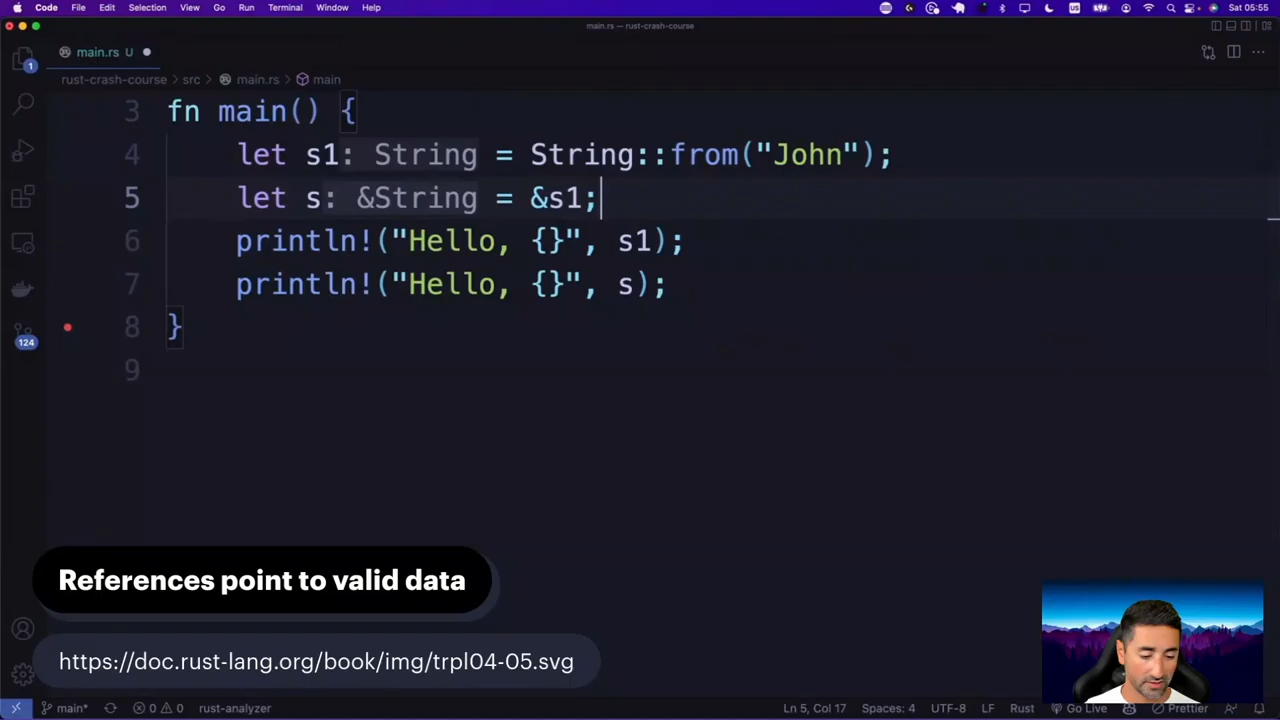 Code File Edit Selection View Go Run Terminal Window Help
Sat 05:55
main.rs — rust-crash-course
main.rs U
rust-crash-course > src > main.rs > main
3 fn main() {
4 let s1: String = String::from("John");
5 let s: &String = &s1;
6 println!("Hello, {}", s1);
7 println!("Hello, {}", s);
8 }
9
1
124
References point to valid data
https://doc.rust-lang.org/book/img/trpl04-05.svg
main* 0 0 rust-analyzer
Ln 5, Col 17 Spaces: 4 UTF-8 LF Rust Go Live Prettier